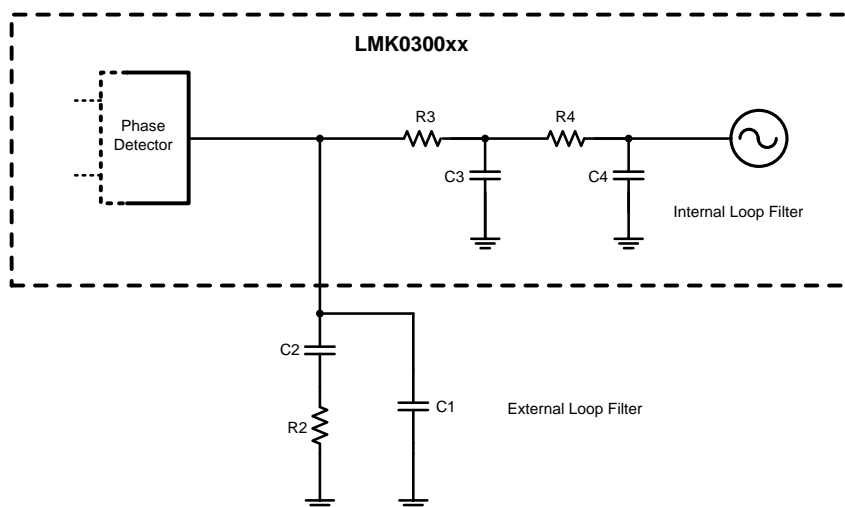 LMK0300xx
Phase
Detector
R3
R4
C3
C4
Internal Loop Filter
C2
R2
C1
External Loop Filter